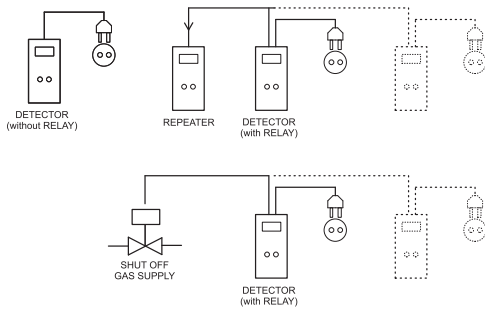 DETECTOR
(without RELAY)
REPEATER
DETECTOR
(with RELAY)
SHUT OFF
GAS SUPPLY
DETECTOR
(with RELAY)